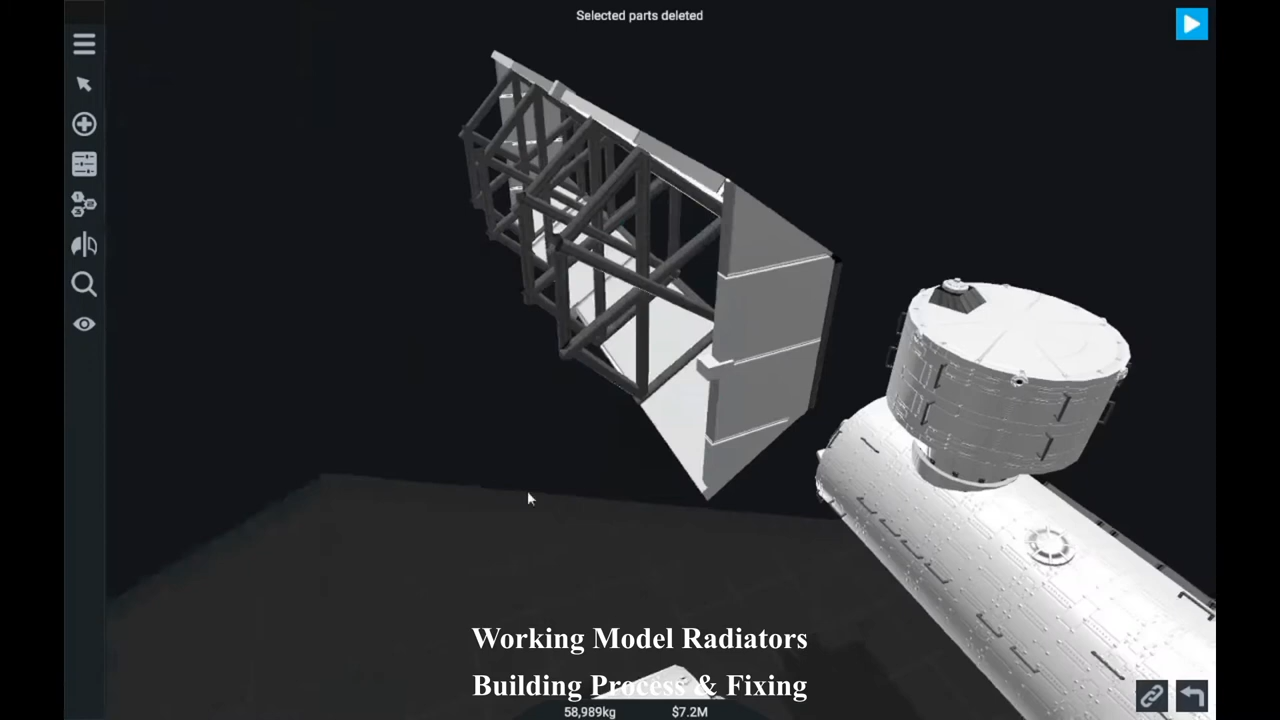 Selected parts deleted
Working Model Radiators
Building Process & Fixing
58,989kg $7.2M